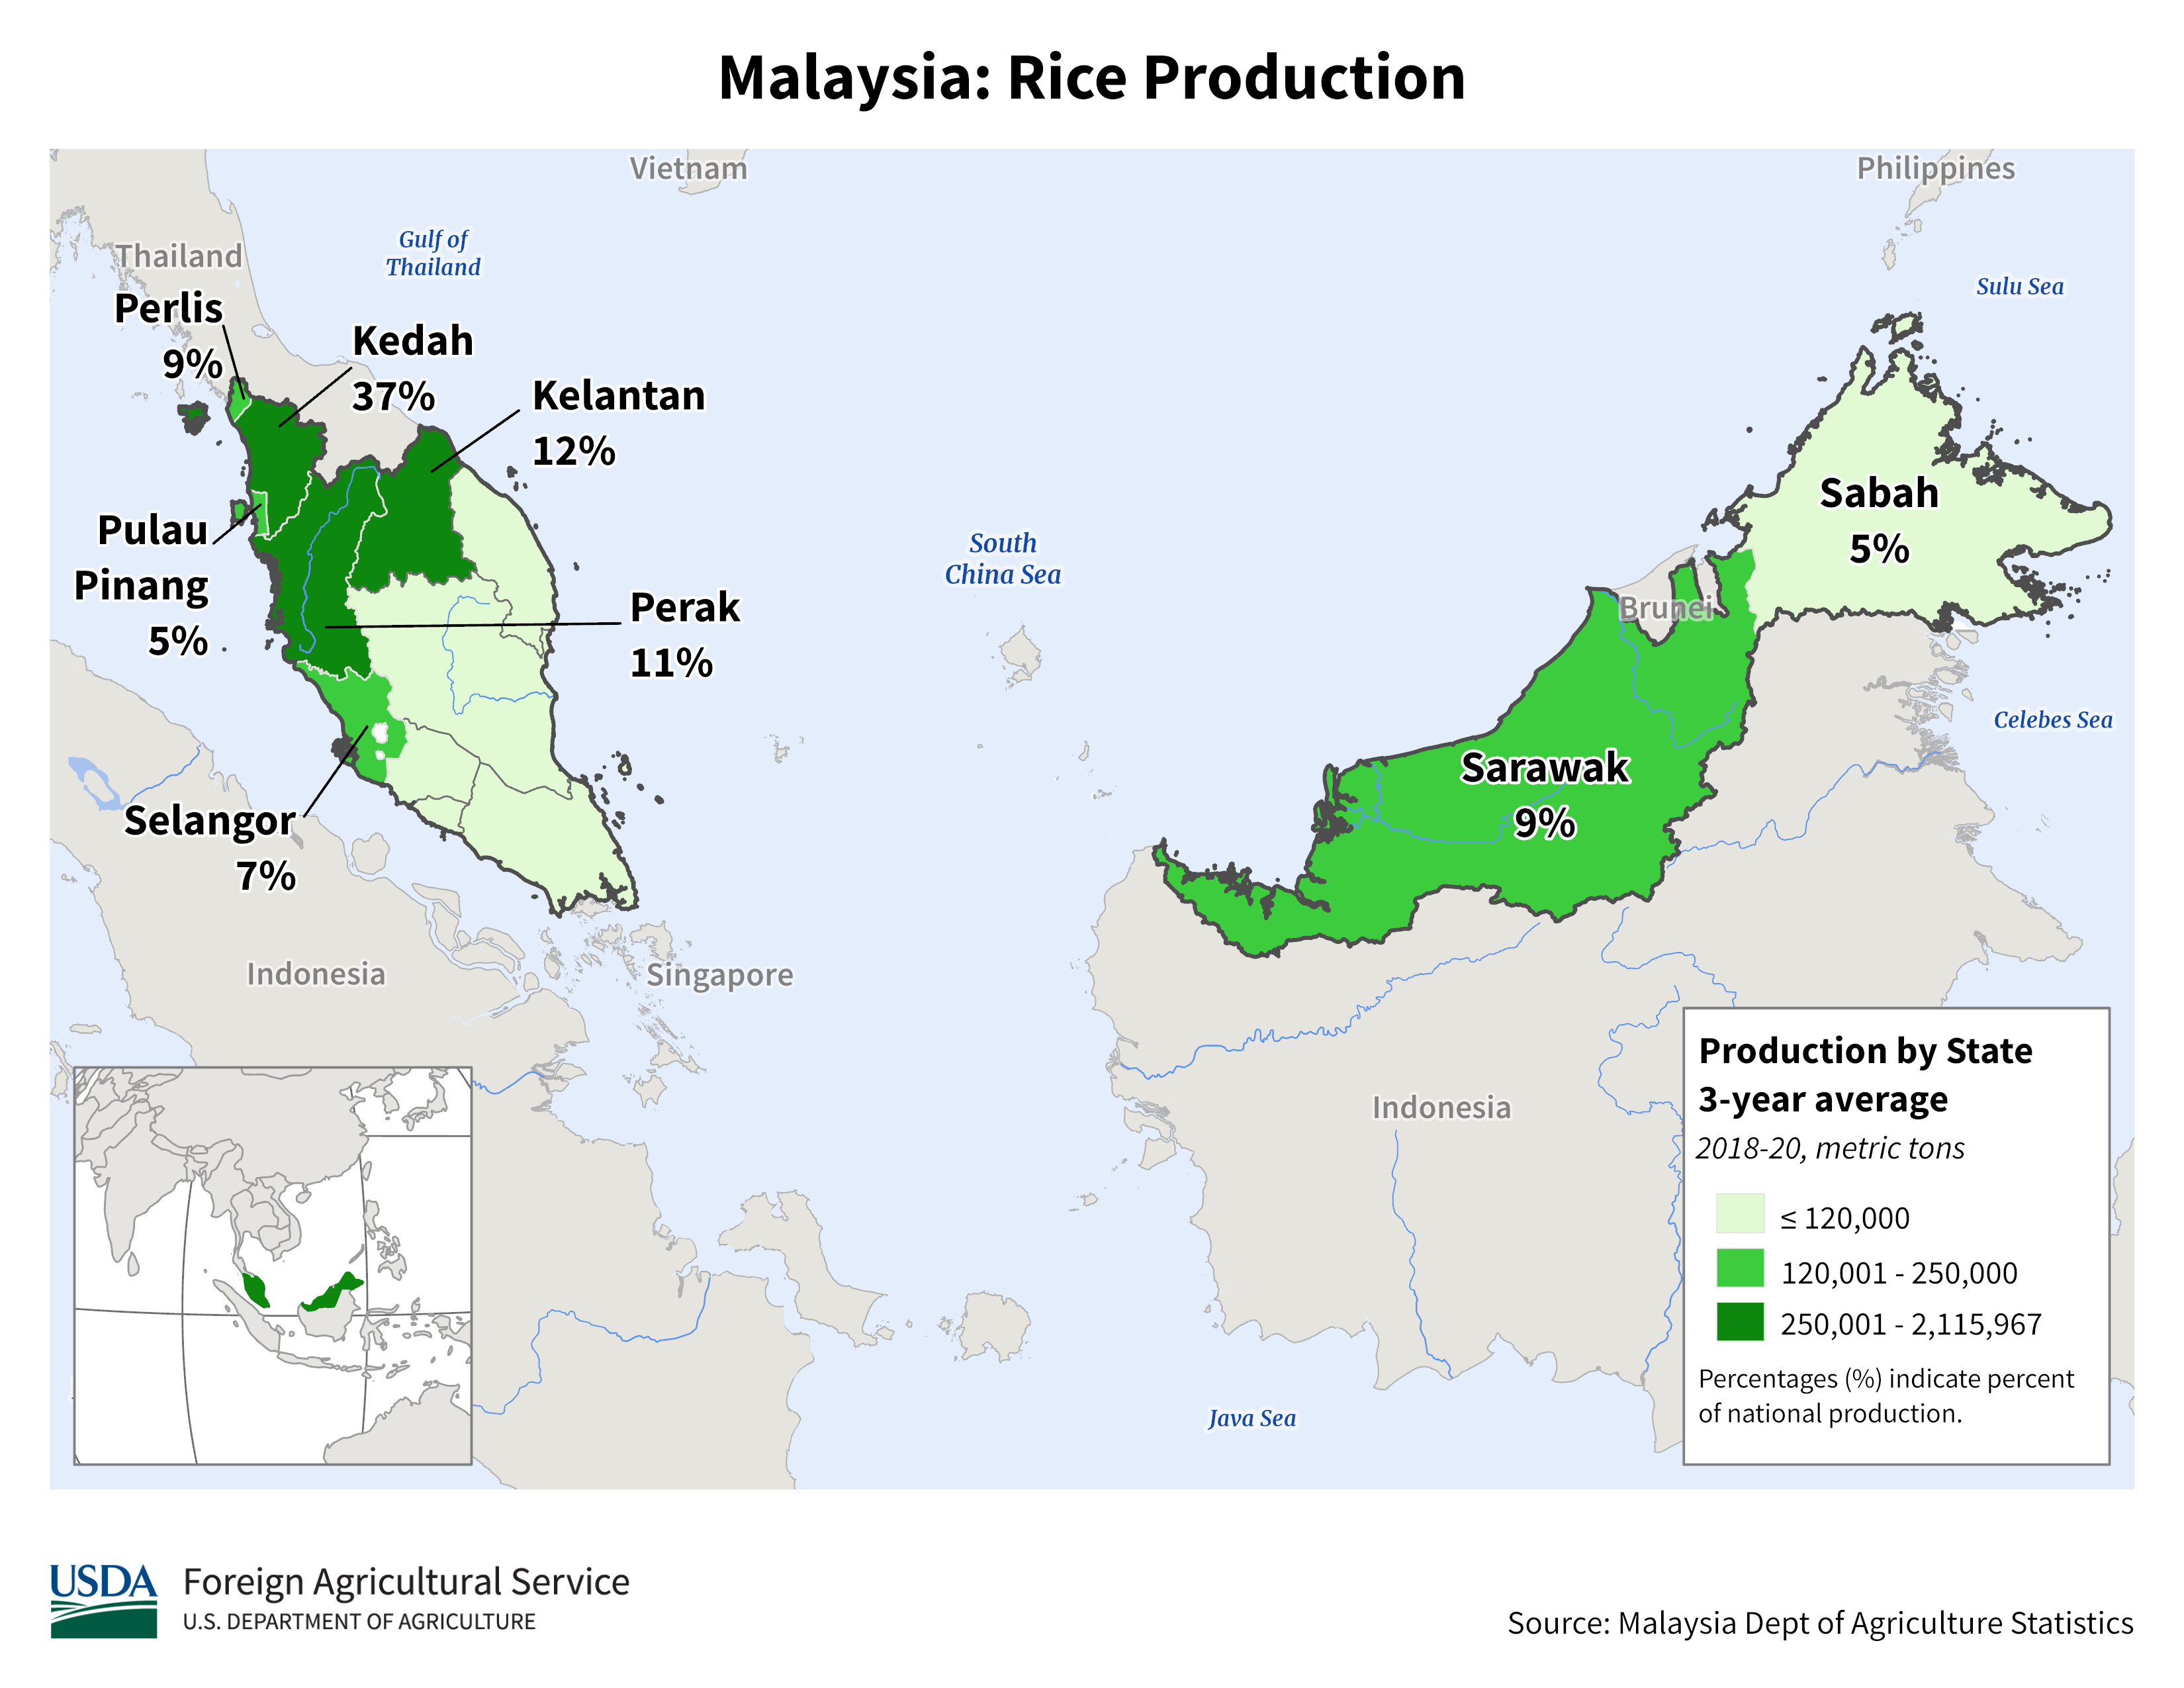 Malaysia: Rice Production
Vietnam
Philippines
Gulf of
Thailand
Thailand
Sulu Sea
Perlis
9%
Kedah
37%
Kelantan
12%
Sabah
5%
Pulau
Pinang
5%
South
China Sea
Perak
11%
Brunei
Celebes Sea
Sarawak
9%
Selangor
7%
Indonesia
Singapore
Indonesia
Java Sea
Production by State
3-year average
2018-20, metric tons
≤ 120,000
120,001 - 250,000
250,001 - 2,115,967
Percentages (%) indicate percent
of national production.
USDA
Foreign Agricultural Service
U.S. DEPARTMENT OF AGRICULTURE
Source: Malaysia Dept of Agriculture Statistics